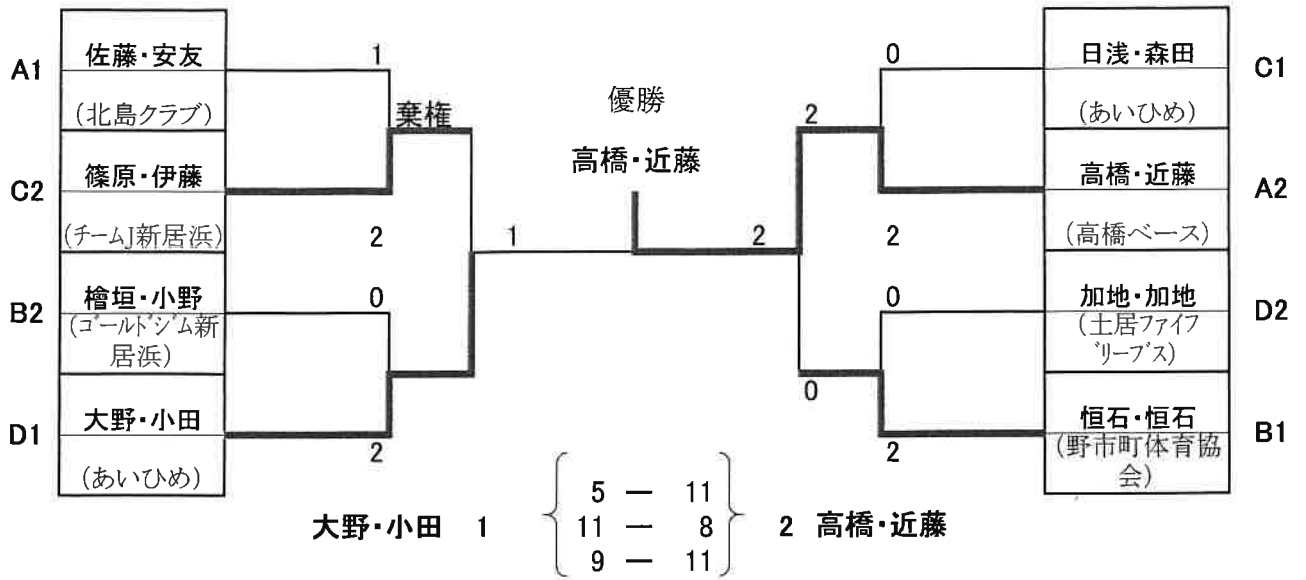 A1
佐藤・安友
(北島クラブ)
1
C2
篠原・伊藤
(チームJ新居浜)
2
棄権
B2
檜垣・小野
(ゴールドジム新
居浜)
0
D1
大野・小田
(あいひめ)
2
1
優勝
高橋・近藤
2
0
日浅・森田
(あいひめ)
C1
2
高橋・近藤
(高橋ベース)
A2
2
0
加地・加地
(土居ファイフ
゛リーブス)
D2
0
恒石・恒石
(野市町体育協
会)
B1
2
大野・小田 1
5 — 11
11 — 8
9 — 11
2 高橋・近藤